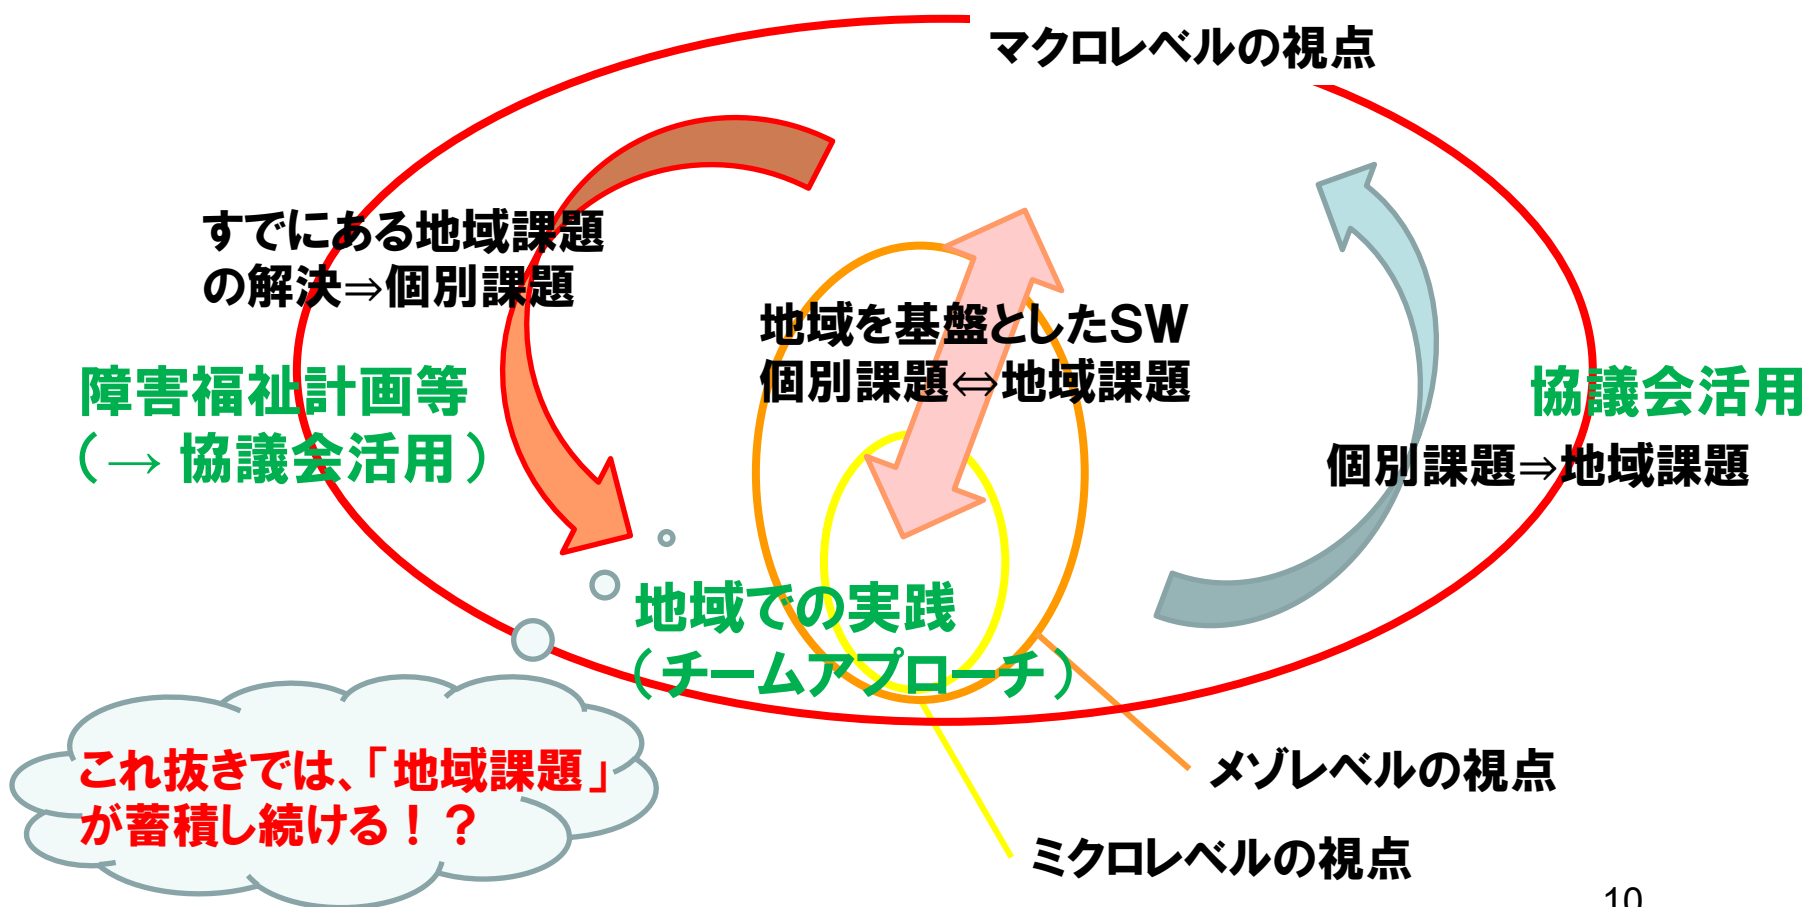 マクロレベルの視点
すでにある地域課題
の解決⇒個別課題
地域を基盤としたSW
個別課題⇔地域課題
障害福祉計画等
（→ 協議会活用）
協議会活用
個別課題⇒地域課題
地域での実践
（チームアプローチ）
これ抜きでは、「地域課題」
が蓄積し続ける！？
メゾレベルの視点
ミクロレベルの視点
10